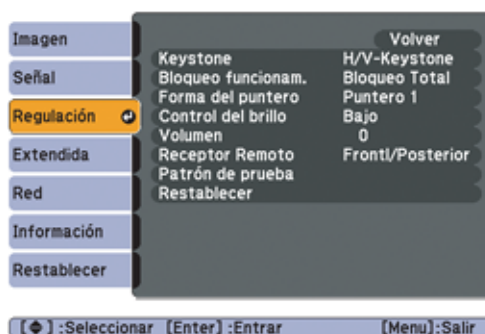 Imagen
Señal
Regulación
Extendida
Red
Información
Restablecer
Volver
Keystone H/V-Keystone
Bloqueo funcionam. Bloqueo Total
Forma del puntero Puntero 1
Control del brillo Bajo
Volumen 0
Receptor Remoto Frontl/Posterior
Patrón de prueba
Restablecer
[◆] :Seleccionar [Enter] :Entrar [Menu]:Salir